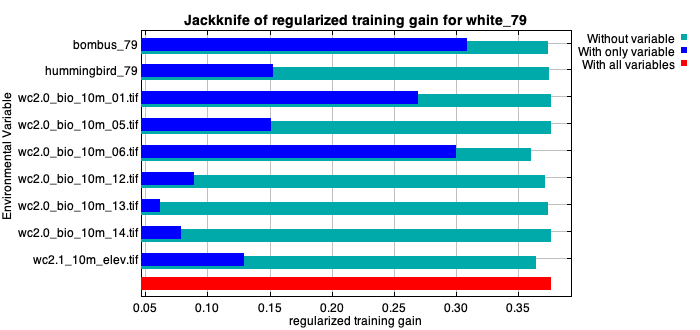 Jackknife of regularized training gain for white_79
Without variable
With only variable
With all variables
Environmental Variable
bombus_79
hummingbird_79
wc2.0_bio_10m_01.tif
wc2.0_bio_10m_05.tif
wc2.0_bio_10m_06.tif
wc2.0_bio_10m_12.tif
wc2.0_bio_10m_13.tif
wc2.0_bio_10m_14.tif
wc2.1_10m_elev.tif
0.05 0.10 0.15 0.20 0.25 0.30 0.35
regularized training gain